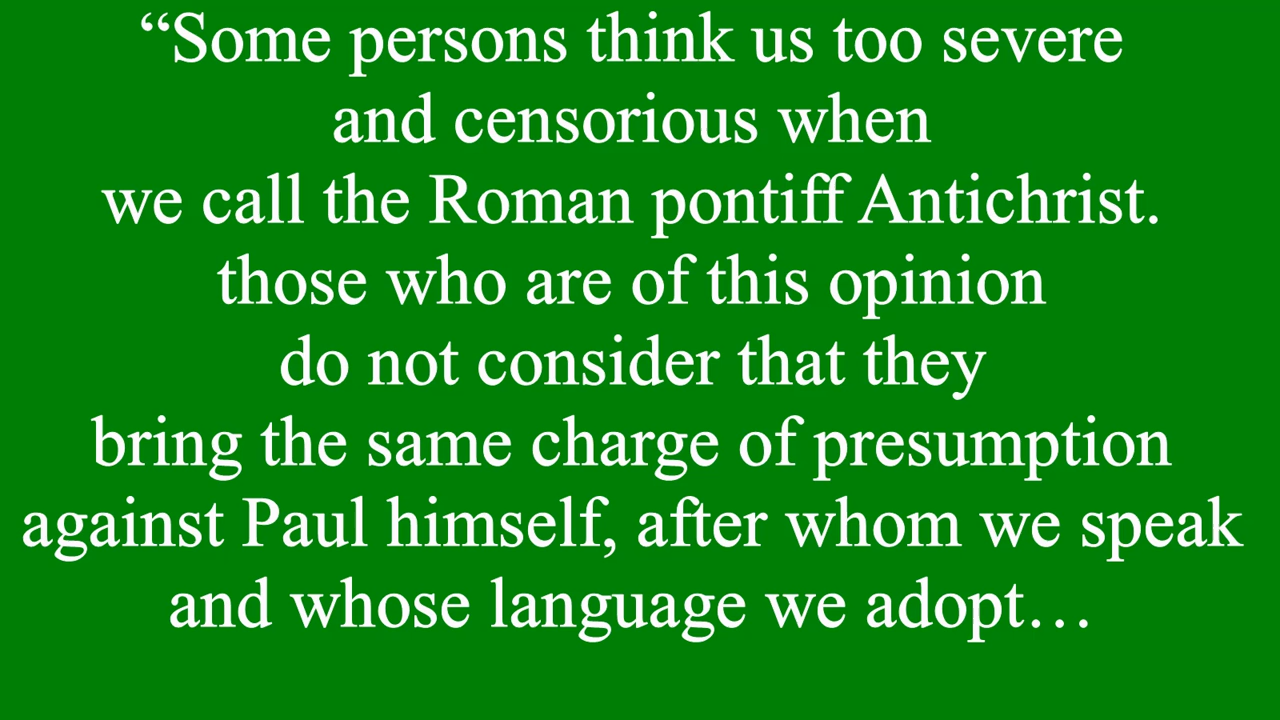 “Some persons think us too severe
and censorious when
we call the Roman pontiff Antichrist.
those who are of this opinion
do not consider that they
bring the same charge of presumption
against Paul himself, after whom we speak
and whose language we adopt…